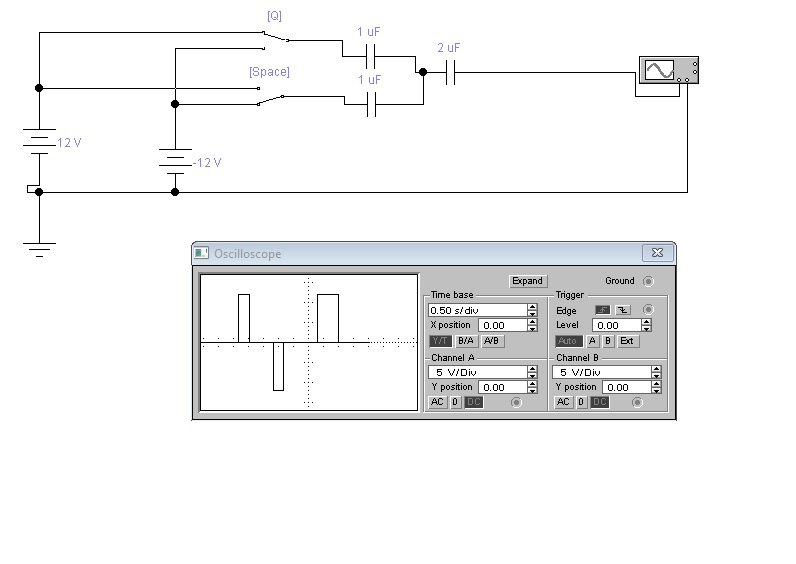 [Q]
1 uF
2 uF
[Space]
1 uF
12 V
-12 V
Oscilloscope
Expand
Ground
Time base
0.50 s/div
X position 0.00
Y/T B/A A/B
Trigger
Edge
Level 0.00
Auto A B Ext
Channel A
5 V/Div
Y position 0.00
AC 0 DC
Channel B
5 V/Div
Y position 0.00
AC 0 DC